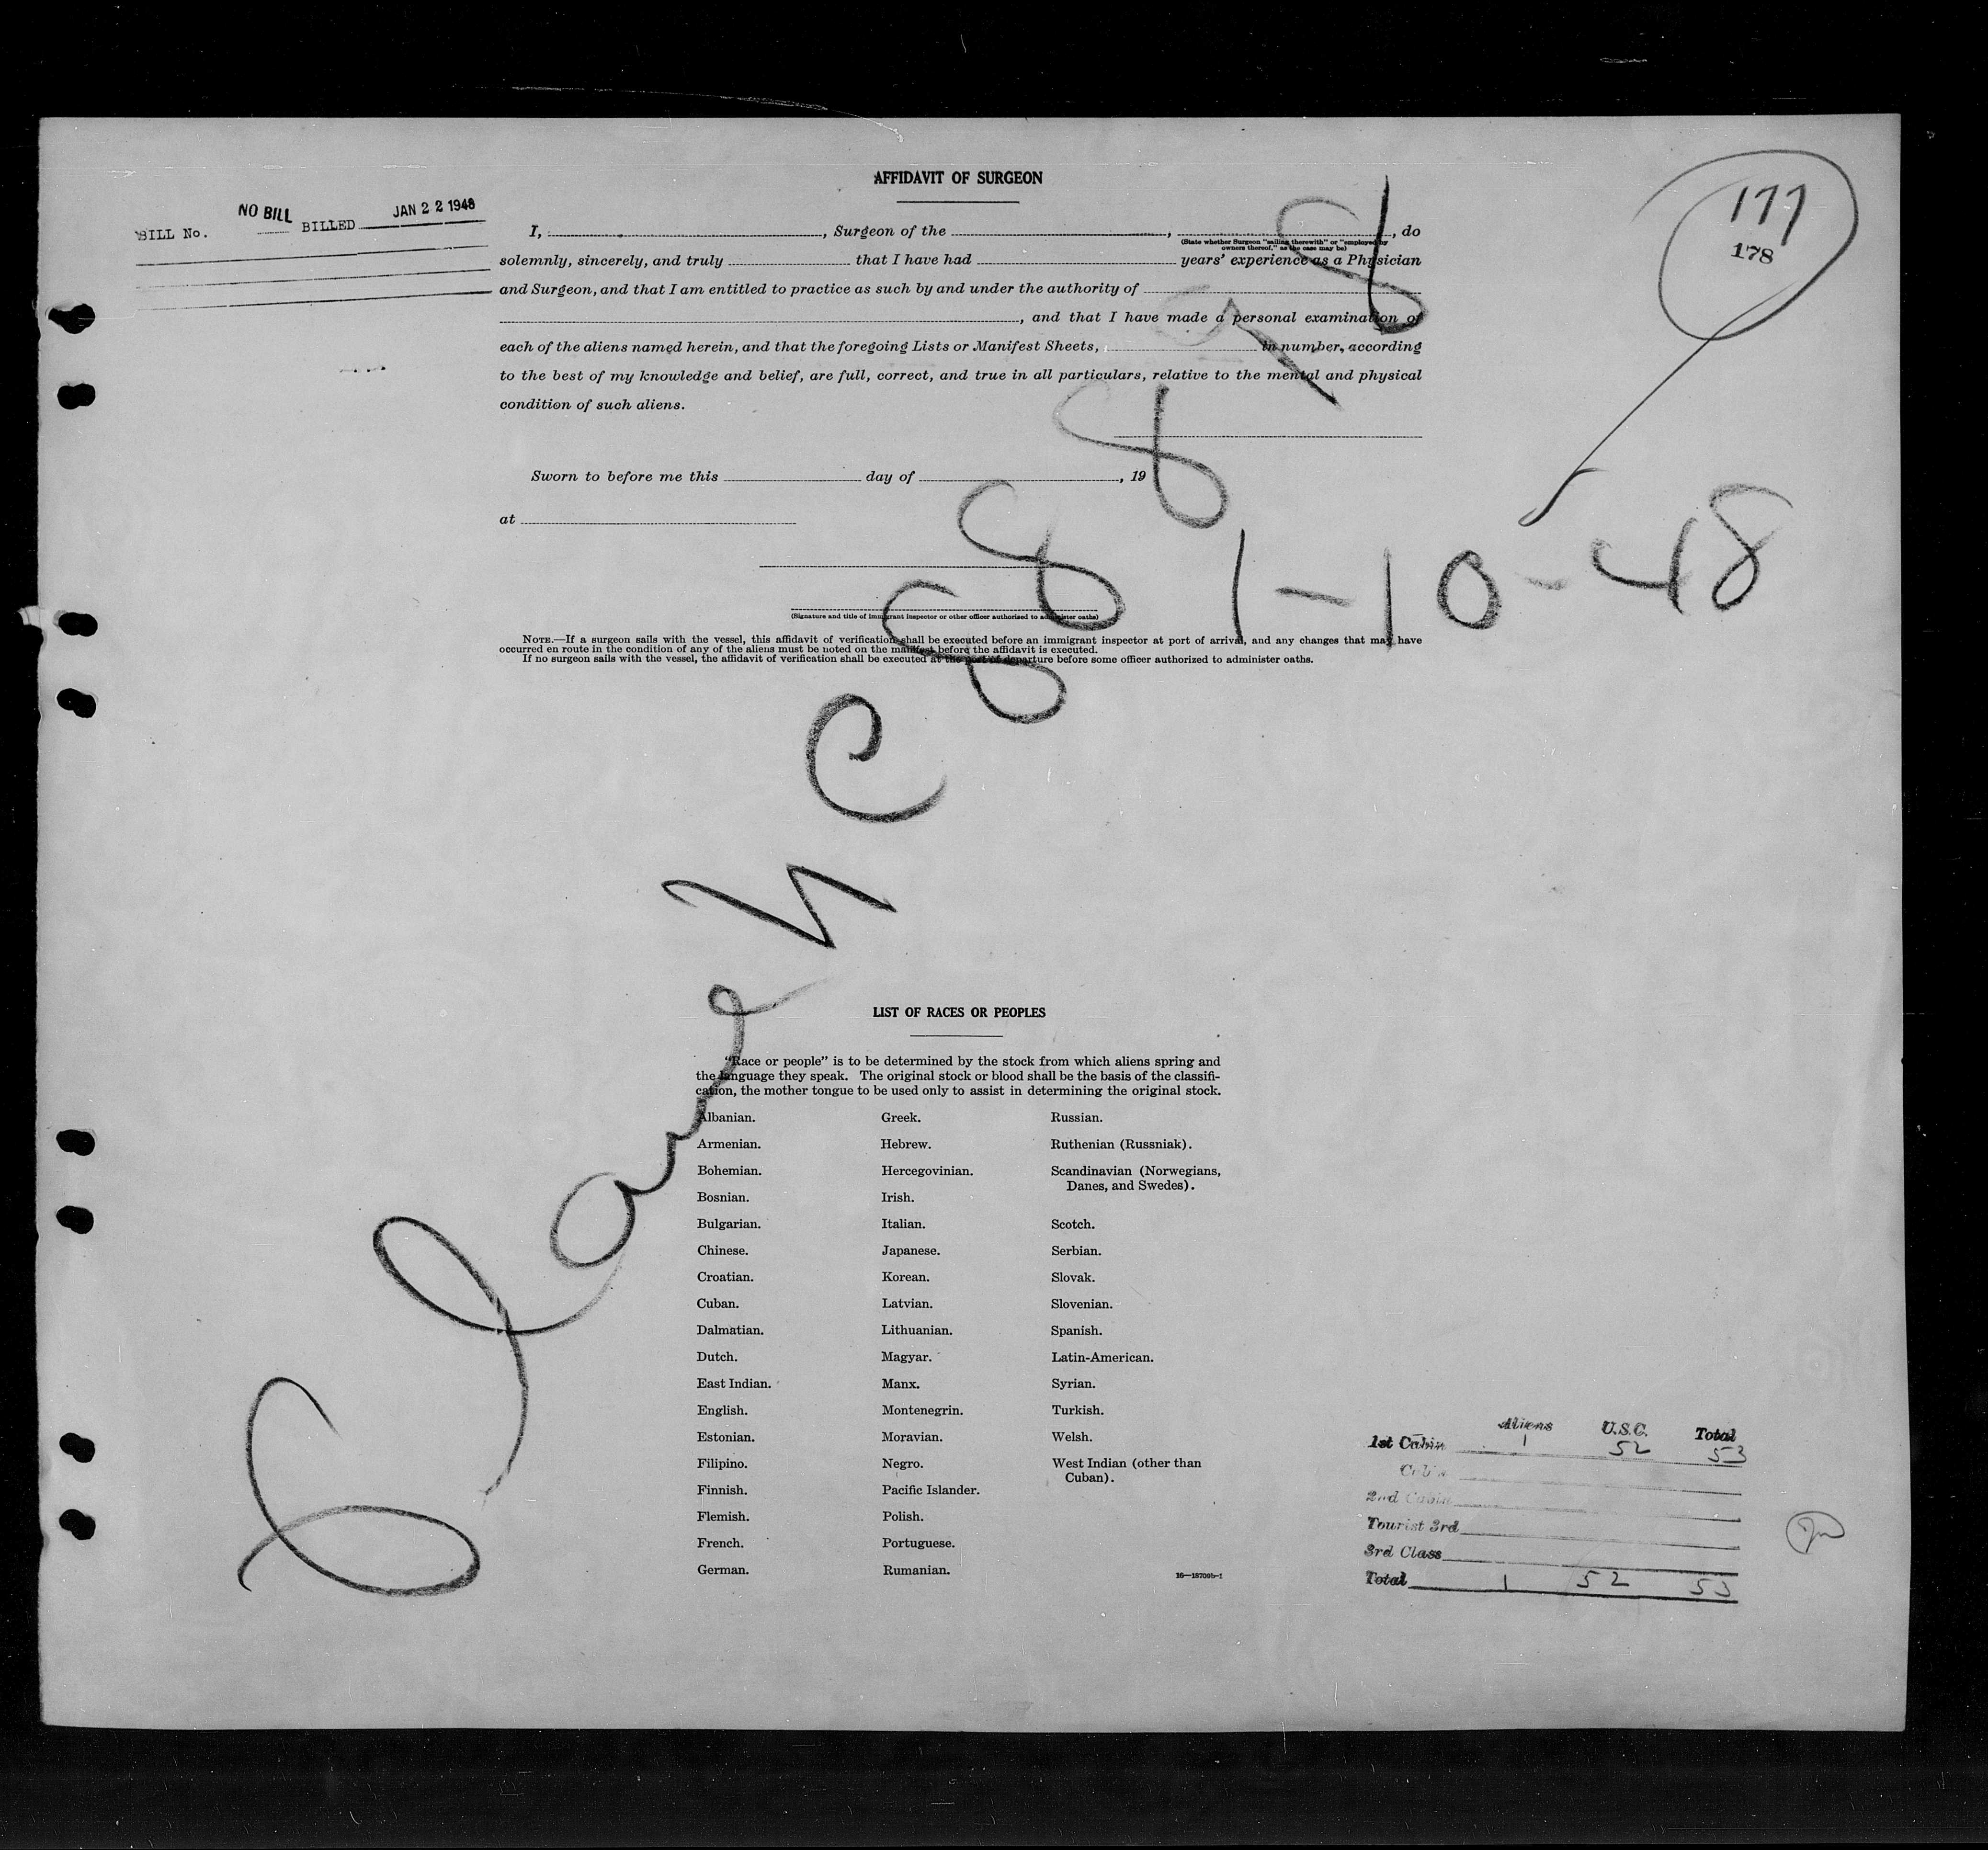 AFFIDAVIT OF SURGEON
NO BILL
JAN 22 1948
BILL No. BILLED
177
178
I, , Surgeon of the , , do
(State whether Surgeon "sailing therewith" or "employed by
owners thereof," as the case may be)
solemnly, sincerely, and truly that I have had years' experience as a Physician
and Surgeon, and that I am entitled to practice as such by and under the authority of
, and that I have made a personal examination of
each of the aliens named herein, and that the foregoing Lists or Manifest Sheets, in number, according
to the best of my knowledge and belief, are full, correct, and true in all particulars, relative to the mental and physical
condition of such aliens.
Sworn to before me this day of , 19
at
1-10-48
(Signature and title of immigrant inspector or other officer authorized to administer oaths)
NOTE.—If a surgeon sails with the vessel, this affidavit of verification shall be executed before an immigrant inspector at port of arrival, and any changes that may have
occurred en route in the condition of any of the aliens must be noted on the manifest before the affidavit is executed.
If no surgeon sails with the vessel, the affidavit of verification shall be executed at the port of departure before some officer authorized to administer oaths.
LIST OF RACES OR PEOPLES
"Race or people" is to be determined by the stock from which aliens spring and
the language they speak. The original stock or blood shall be the basis of the classifi-
cation, the mother tongue to be used only to assist in determining the original stock.
Albanian.
Armenian.
Bohemian.
Bosnian.
Bulgarian.
Chinese.
Croatian.
Cuban.
Dalmatian.
Dutch.
East Indian.
English.
Estonian.
Filipino.
Finnish.
Flemish.
French.
German.
Greek.
Hebrew.
Hercegovinian.
Irish.
Italian.
Japanese.
Korean.
Latvian.
Lithuanian.
Magyar.
Manx.
Montenegrin.
Moravian.
Negro.
Pacific Islander.
Polish.
Portuguese.
Rumanian.
Russian.
Ruthenian (Russniak).
Scandinavian (Norwegians,
Danes, and Swedes).
Scotch.
Serbian.
Slovak.
Slovenian.
Spanish.
Latin-American.
Syrian.
Turkish.
Welsh.
West Indian (other than
Cuban).
16—18709b-1
Aliens U.S.C. Total
1st Cabin 1 52 53
Cabin
2nd Cabin
Tourist 3rd
3rd Class
Total 1 52 53